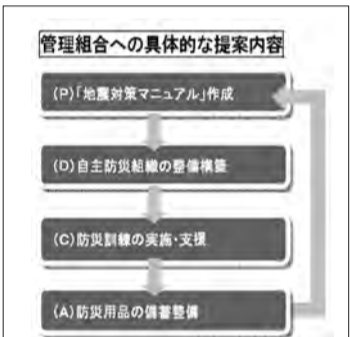 管理組合への具体的な提案内容
(P)「地震対策マニュアル」作成
(D)自主防災組織の整備構築
(C)防災訓練の実施・支援
(A)防災用品の備蓄整備